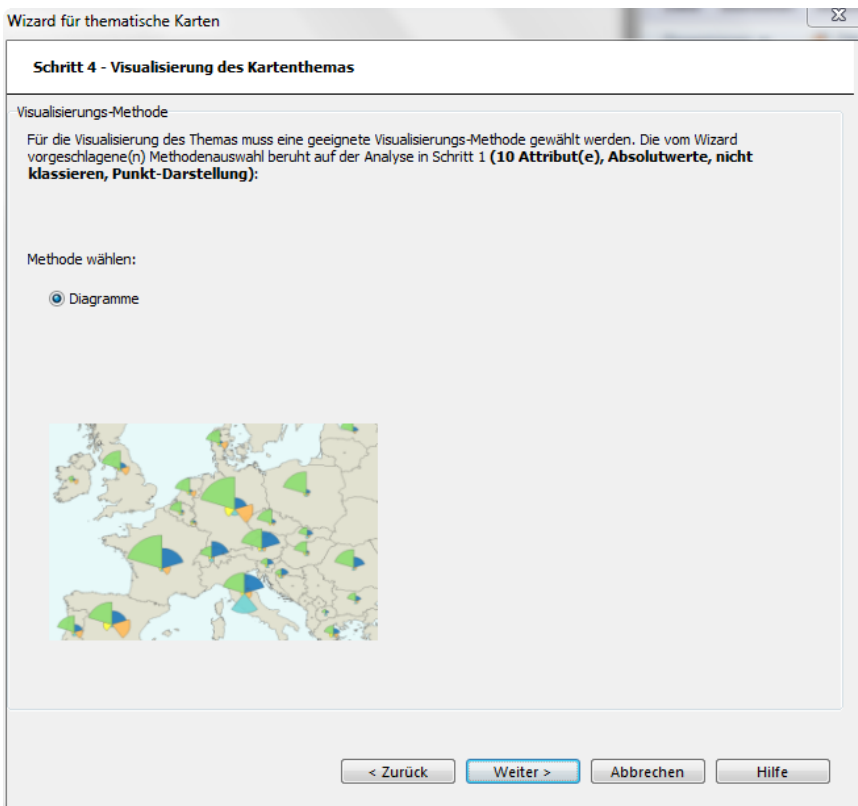 Wizard für thematische Karten
Schritt 4 - Visualisierung des Kartenthemas
Visualisierungs-Methode
Für die Visualisierung des Themas muss eine geeignete Visualisierungs-Methode gewählt werden. Die vom Wizard
vorgeschlagene(n) Methodenauswahl beruht auf der Analyse in Schritt 1 (10 Attribut(e), Absolutwerte, nicht
klassieren, Punkt-Darstellung):
Methode wählen:
Diagramme
< Zurück
Weiter >
Abbrechen
Hilfe